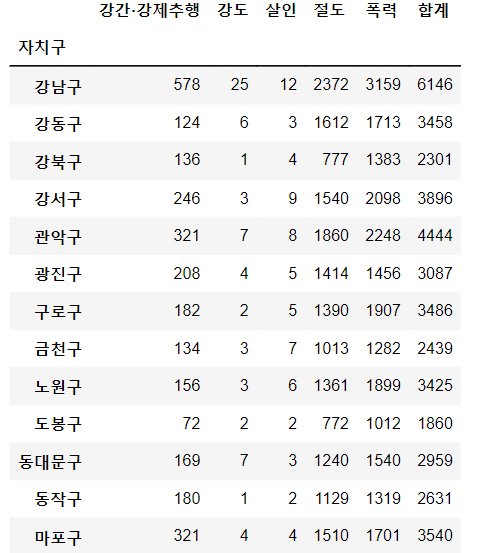 강간·강제추행 강도 살인 절도 폭력 합계
자치구
강남구 578 25 12 2372 3159 6146
강동구 124 6 3 1612 1713 3458
강북구 136 1 4 777 1383 2301
강서구 246 3 9 1540 2098 3896
관악구 321 7 8 1860 2248 4444
광진구 208 4 5 1414 1456 3087
구로구 182 2 5 1390 1907 3486
금천구 134 3 7 1013 1282 2439
노원구 156 3 6 1361 1899 3425
도봉구 72 2 2 772 1012 1860
동대문구 169 7 3 1240 1540 2959
동작구 180 1 2 1129 1319 2631
마포구 321 4 4 1510 1701 3540